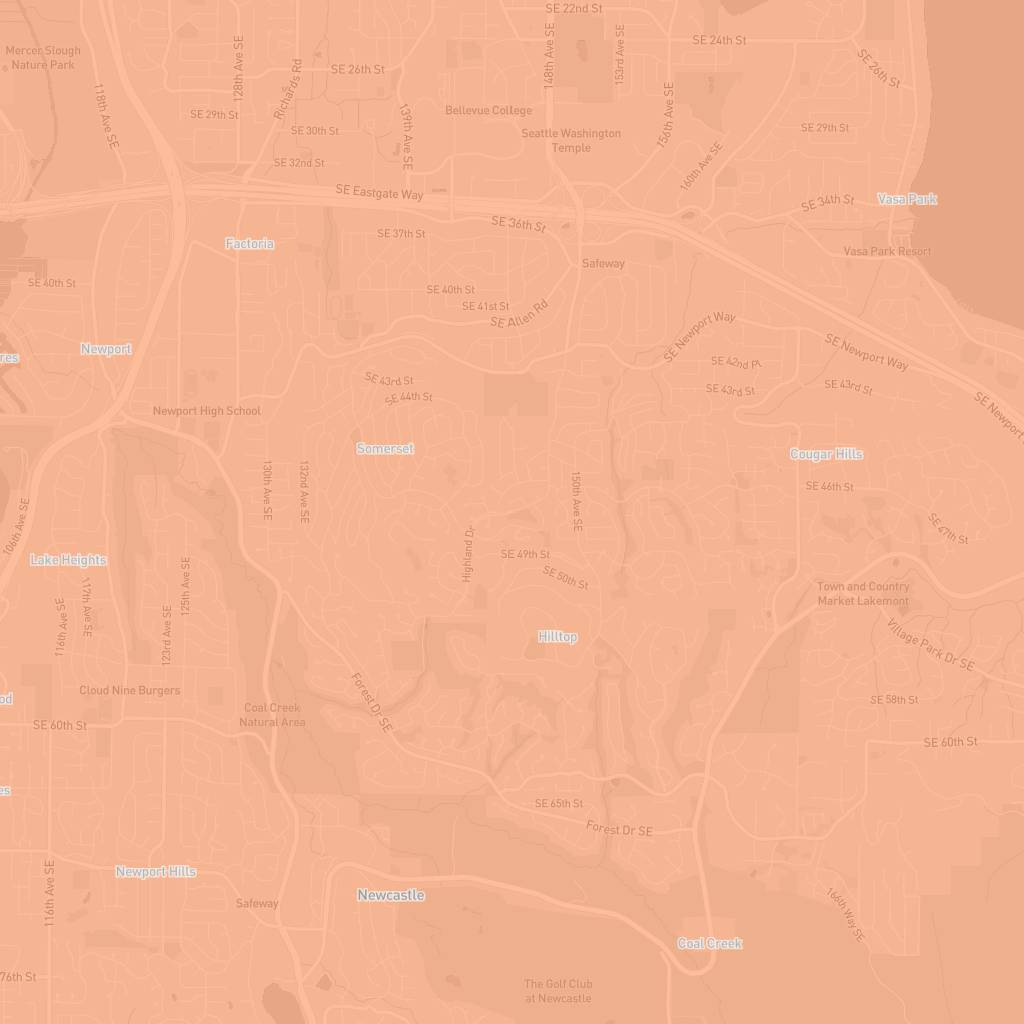 SE 22nd St
Mercer Slough
Nature Park
128th Ave SE
148th Ave SE
153rd Ave SE
SE 24th St
SE 26th St
Richards Rd
SE 26th St
118th Ave SE
139th Ave SE
156th Ave SE
SE 29th St
Bellevue College
SE 30th St
Seattle Washington
Temple
SE 29th St
SE 32nd St
160th Ave SE
SE Eastgate Way
SE 34th St
Vasa Park
SE 36th St
SE 37th St
Factoria
Vasa Park Resort
Safeway
SE 40th St
SE 40th St
SE 41st St
SE Allen Rd
SE Newport Way
Newport
res
SE 42nd Pl
SE Newport Way
SE 43rd St
SE 44th St
SE 43rd St
SE 43rd St
SE Newport
Newport High School
Somerset
Cougar Hills
130th Ave SE
132nd Ave SE
150th Ave SE
SE 46th St
106th Ave SE
SE 47th St
Highland Dr
SE 49th St
SE 50th St
Lake Heights
117th Ave SE
125th Ave SE
116th Ave SE
123rd Ave SE
Town and Country
Market Lakemont
Hilltop
Village Park Dr SE
od
Cloud Nine Burgers
Forest Dr SE
SE 58th St
Coal Creek
Natural Area
SE 60th St
SE 60th St
es
SE 65th St
Forest Dr SE
Newport Hills
116th Ave SE
Newcastle
Safeway
166th Way SE
Coal Creek
76th St
The Golf Club
at Newcastle